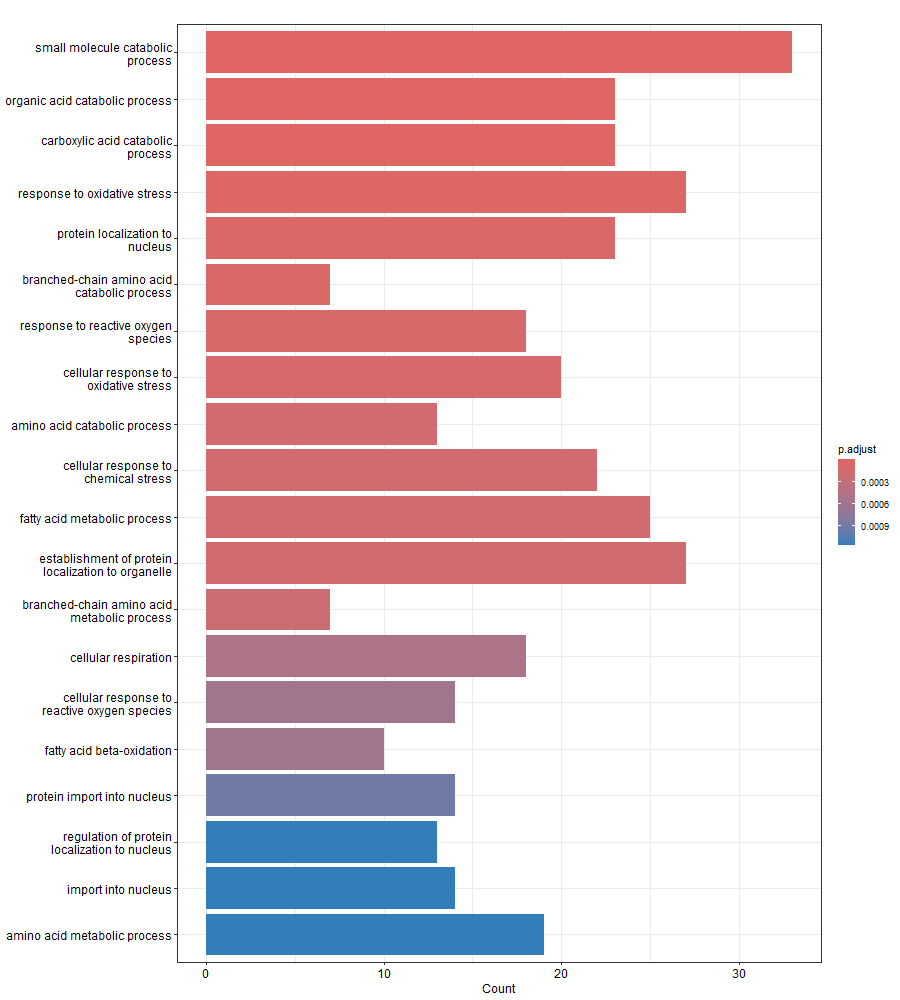 small molecule catabolic
process
organic acid catabolic process
carboxylic acid catabolic
process
response to oxidative stress
protein localization to
nucleus
branched-chain amino acid
catabolic process
response to reactive oxygen
species
cellular response to
oxidative stress
amino acid catabolic process
cellular response to
chemical stress
fatty acid metabolic process
establishment of protein
localization to organelle
branched-chain amino acid
metabolic process
cellular respiration
cellular response to
reactive oxygen species
fatty acid beta-oxidation
protein import into nucleus
regulation of protein
localization to nucleus
import into nucleus
amino acid metabolic process
0 10 20 30
Count
p.adjust
0.0003
0.0006
0.0009